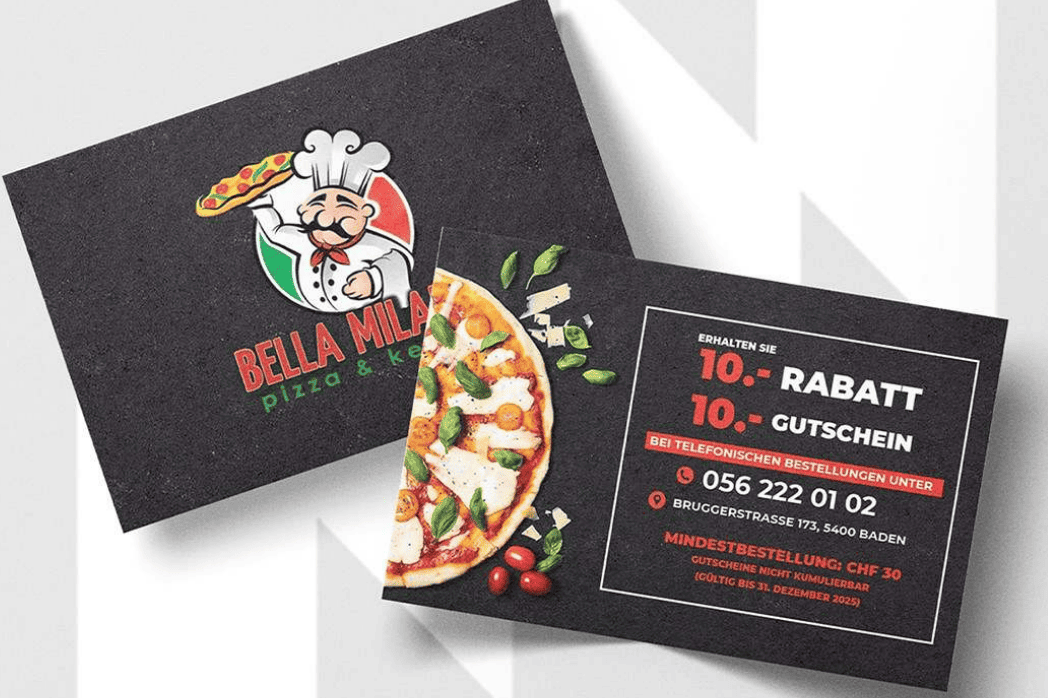 BELLA MILA
pizza & ke
ERHALTEN SIE
10.- RABATT
10.- GUTSCHEIN
BEI TELEFONISCHEN BESTELLUNGEN UNTER
056 222 01 02
BRUGGERSTRASSE 173, 5400 BADEN
MINDESTBESTELLUNG: CHF 30
GUTSCHEINE NICHT KUMULIERBAR
(GÜLTIG BIS 31. DEZEMBER 2025)